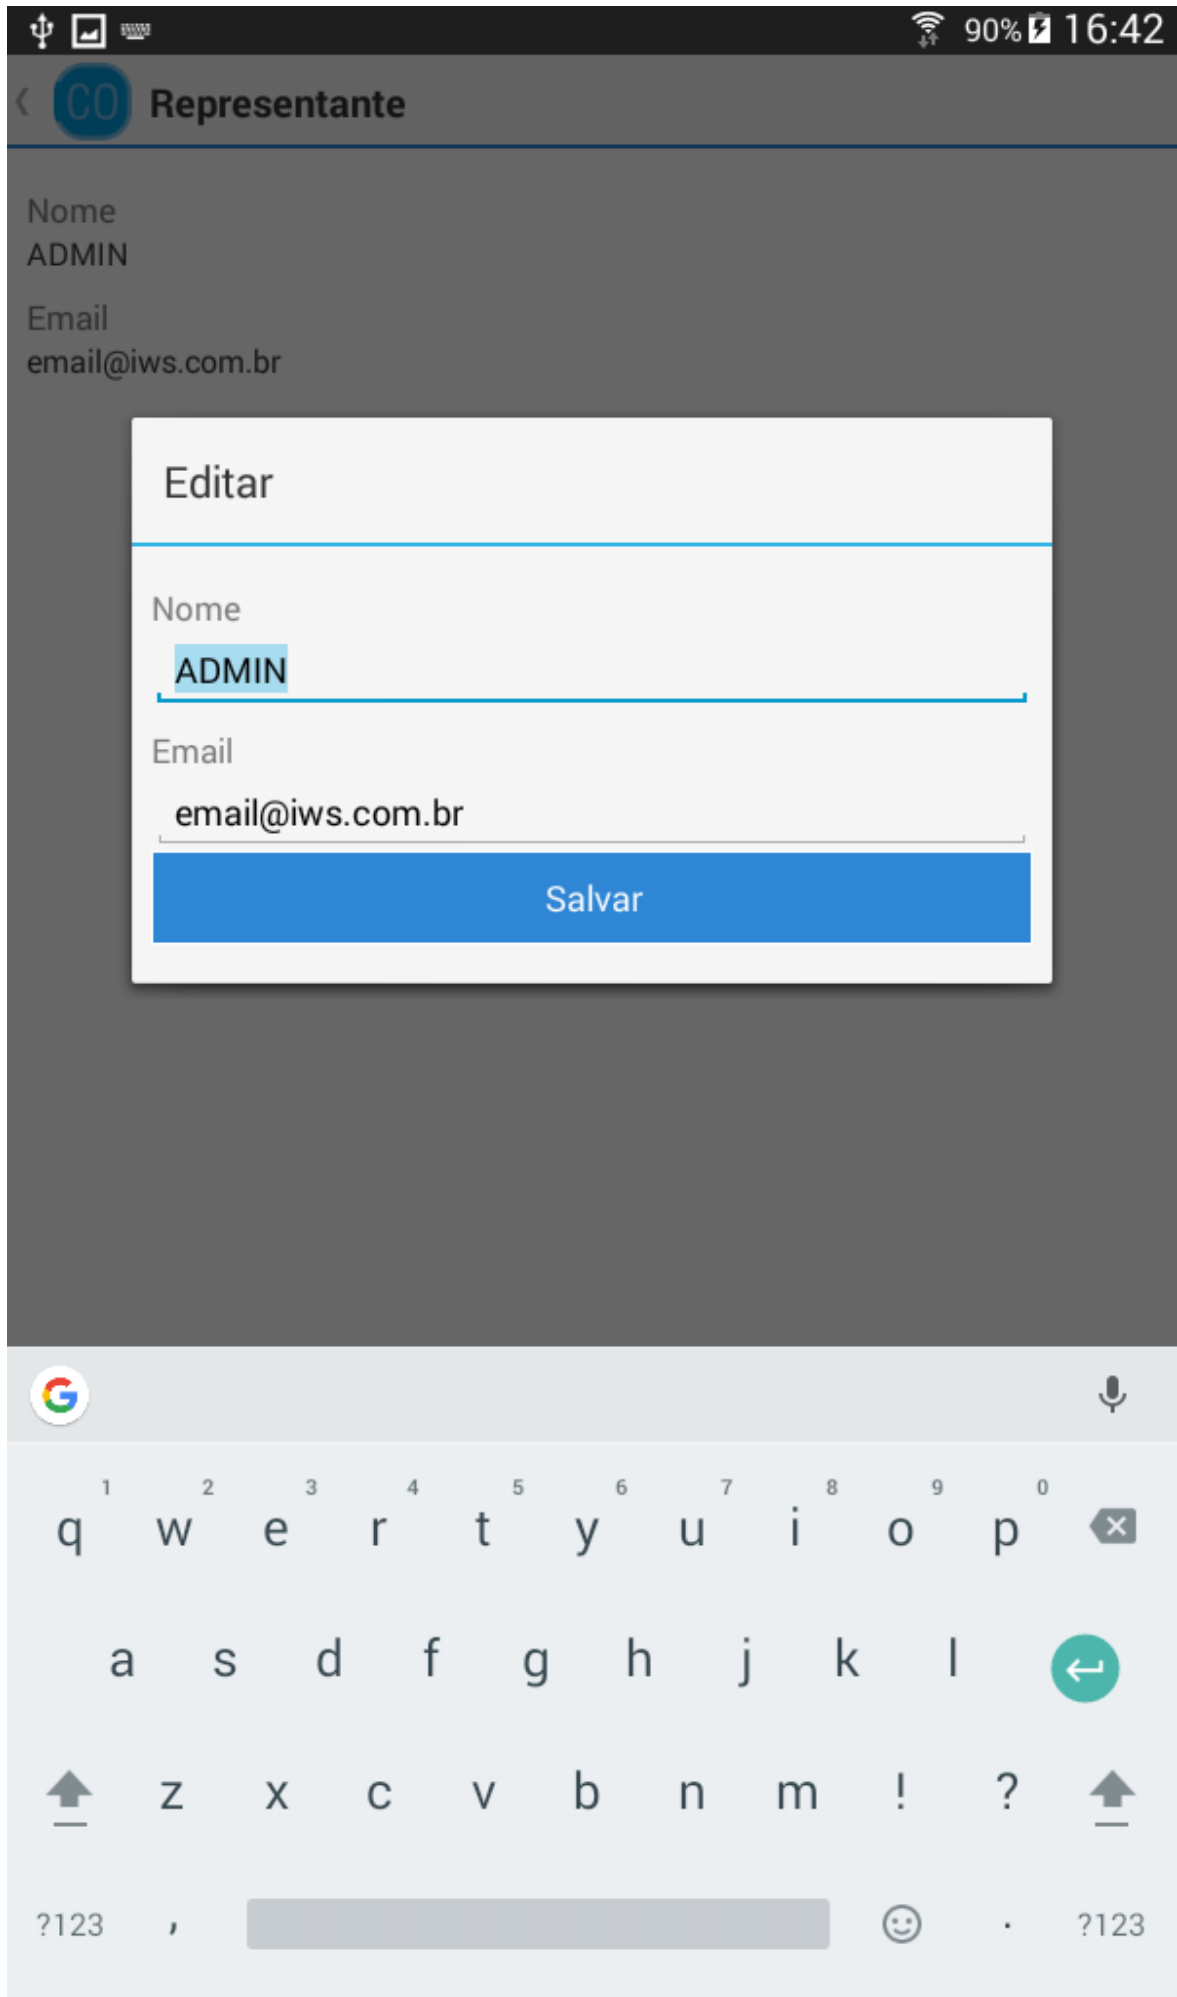 90% 16:42
CO Representante
Nome
ADMIN
Email
email@iws.com.br
Editar
Nome
ADMIN
Email
email@iws.com.br
Salvar
G
1 2 3 4 5 6 7 8 9 0
q w e r t y u i o p
a s d f g h j k l
z x c v b n m ! ?
?123 , . ?123